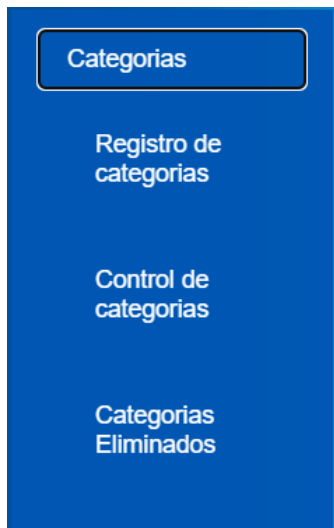 Categorias
Registro de
categorias
Control de
categorias
Categorias
Eliminados